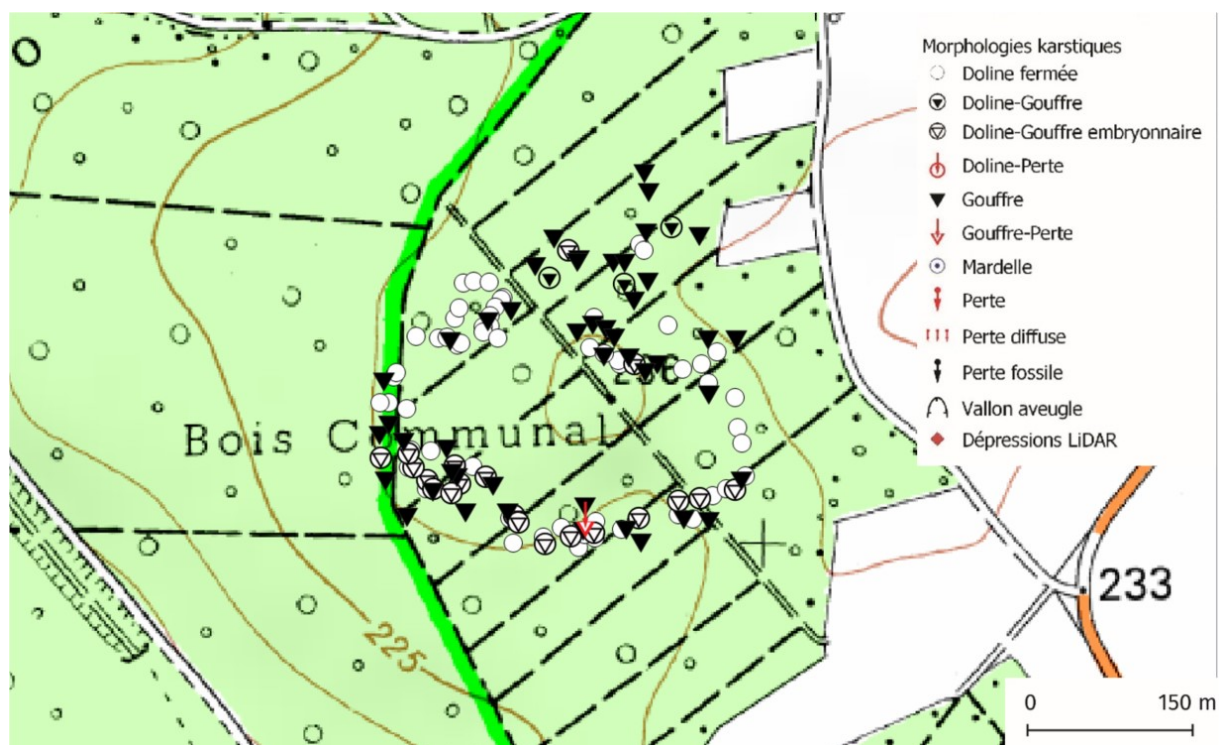 Morphologies karstiques
Doline fermée
Doline-Gouffre
Doline-Gouffre embryonnaire
Doline-Perte
Gouffre
Gouffre-Perte
Mardelle
Perte
Perte diffuse
Perte fossile
Vallon aveugle
Dépressions LiDAR
Bois Communal
225
233
0 150 m